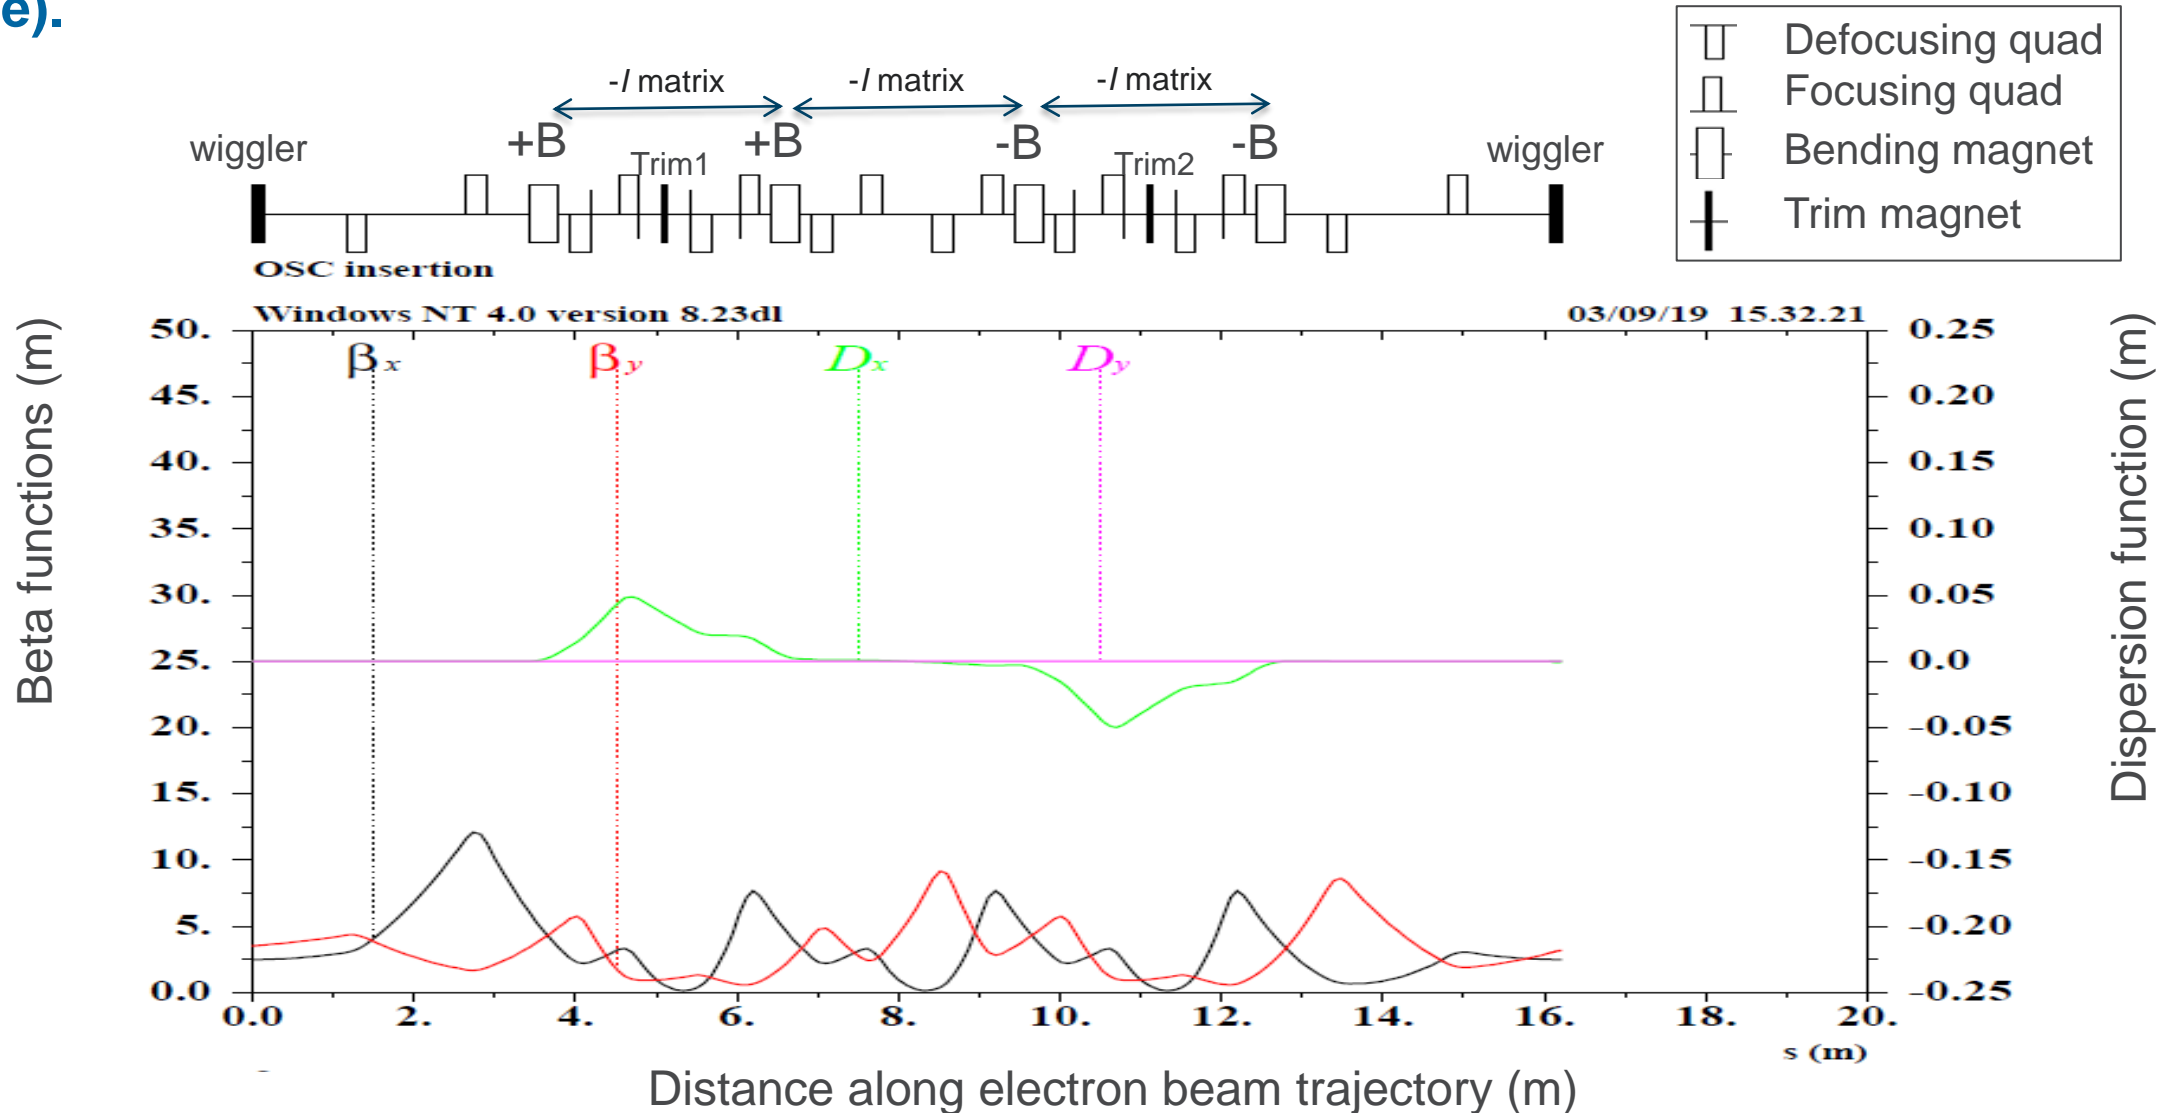 e).
-I matrix
-I matrix
-I matrix
+B
+B
-B
-B
wiggler
Trim1
Trim2
wiggler
Defocusing quad
Focusing quad
Bending magnet
Trim magnet
OSC insertion
Windows NT 4.0 version 8.23dl
03/09/19 15.32.21
βx
βy
Dx
Dy
Beta functions (m)
50.
45.
40.
35.
30.
25.
20.
15.
10.
5.
0.0
0.25
0.20
0.15
0.10
0.05
0.0
-0.05
-0.10
-0.15
-0.20
-0.25
Dispersion function (m)
0.0 2. 4. 6. 8. 10. 12. 14. 16. 18. 20.
s (m)
Distance along electron beam trajectory (m)